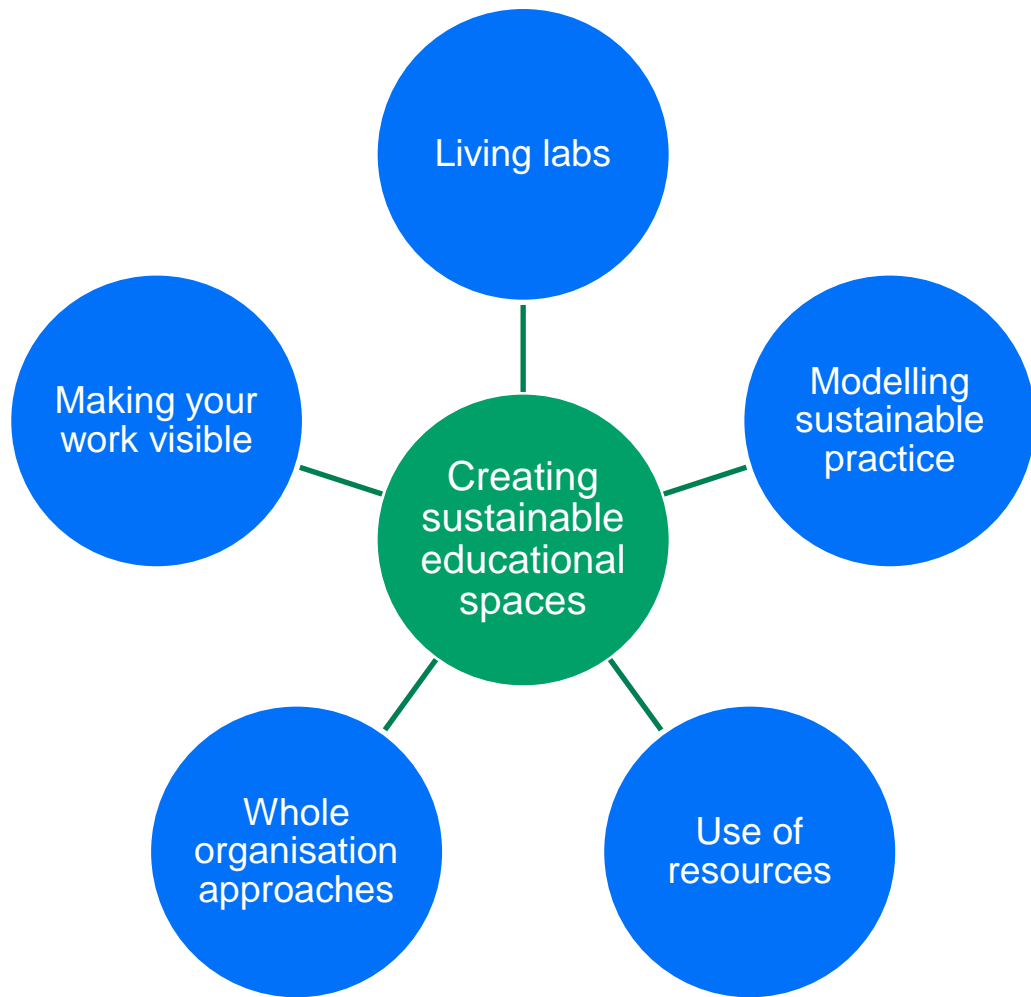 Living labs
Making your
work visible
Modelling
sustainable
practice
Creating
sustainable
educational
spaces
Whole
organisation
approaches
Use of
resources